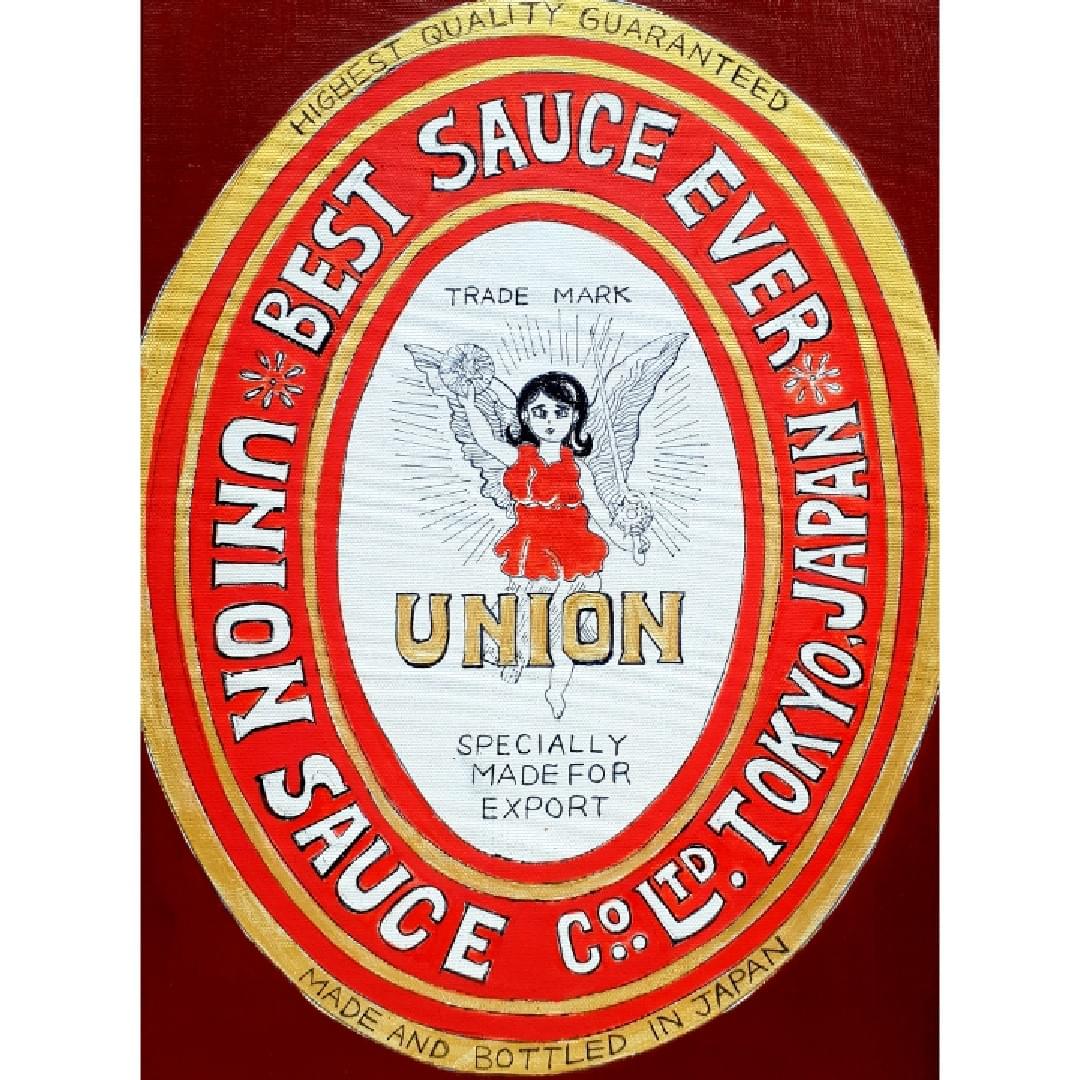 HIGHEST QUALITY GUARANTEED
BEST SAUCE EVER
TRADE MARK
UNION
SPECIALLY
MADE FOR
EXPORT
UNION SAUCE Co. LTD. TOKYO, JAPAN
MADE AND BOTTLED IN JAPAN